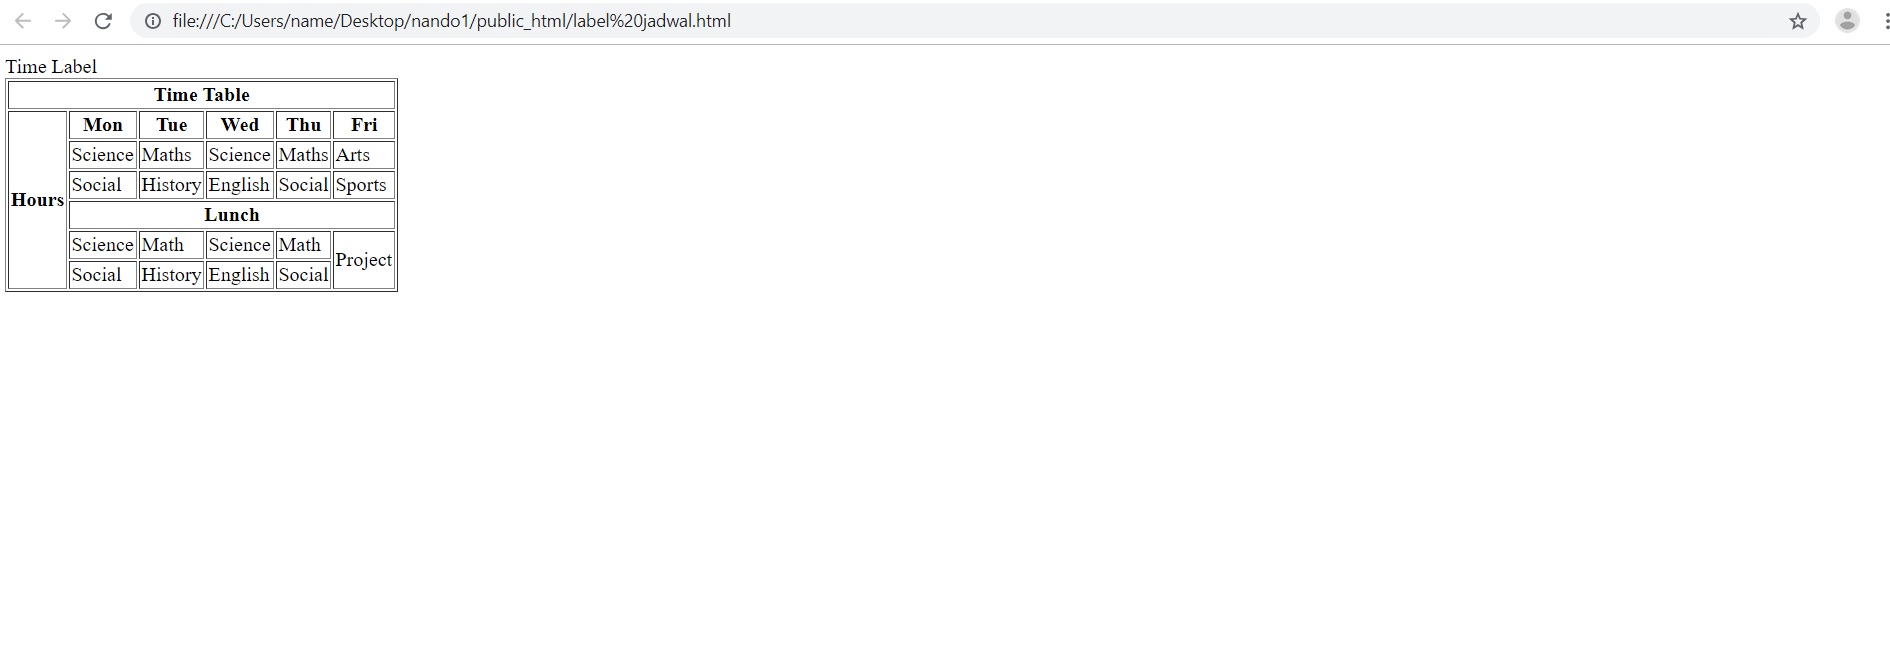 file:///C:/Users/name/Desktop/nando1/public_html/label%20jadwal.html
Time Label
Time Table
Hours Mon Tue Wed Thu Fri
Science Maths Science Maths Arts
Social History English Social Sports
Lunch
Science Math Science Math Project
Social History English Social